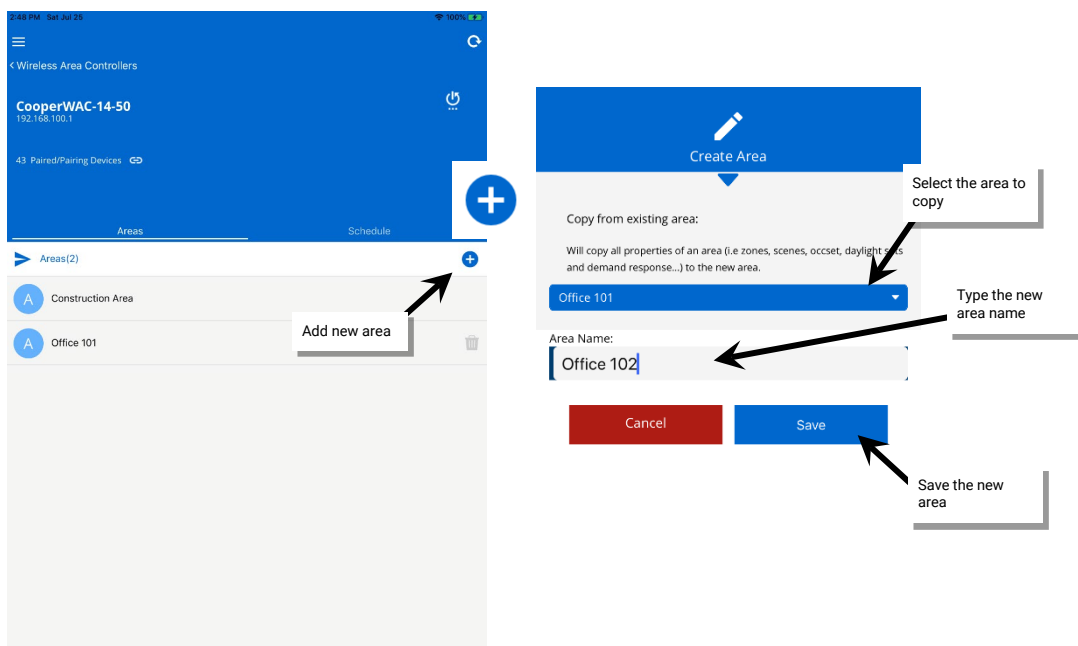 2:48 PM Sat Jul 25
100%
< Wireless Area Controllers
CooperWAC-14-50
192.168.100.1
43 Paired/Pairing Devices
Areas
Schedule
Areas(2)
A
Construction Area
Add new area
A
Office 101
Create Area
Select the area to
copy
Copy from existing area:
Will copy all properties of an area (i.e zones, scenes, occset, daylight sets
and demand response...) to the new area.
Office 101
Type the new
area name
Area Name:
Office 102
Cancel
Save
Save the new
area